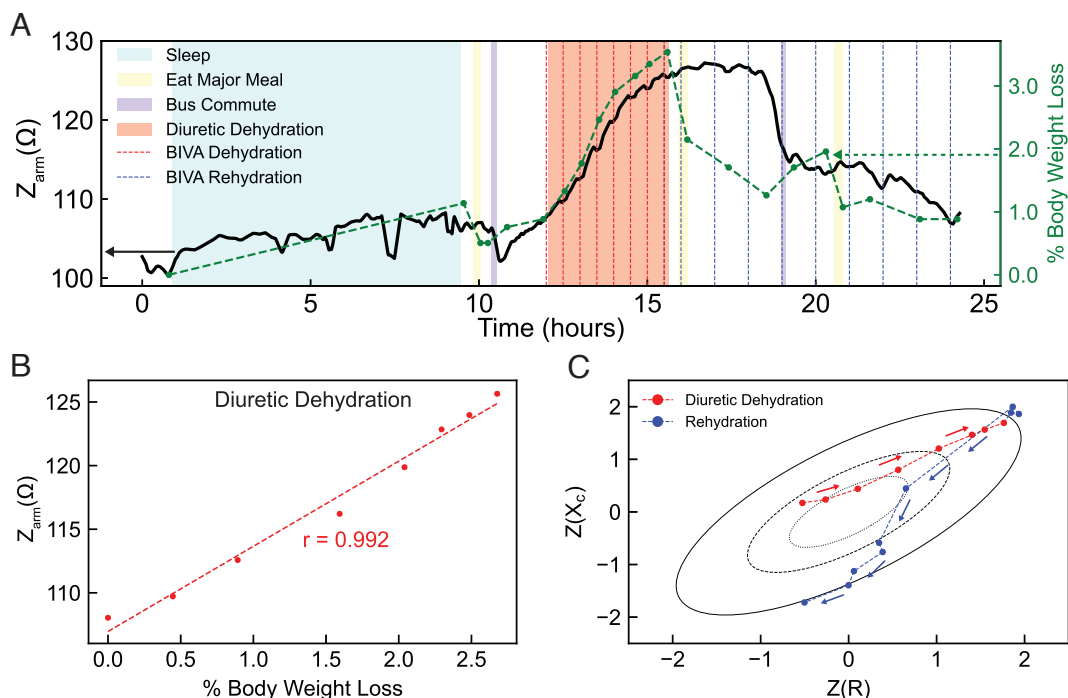 A
Z_arm(Ω)
130
120
110
100
Sleep
Eat Major Meal
Bus Commute
Diuretic Dehydration
BIVA Dehydration
BIVA Rehydration
3.0
2.0
1.0
0.0
% Body Weight Loss
0 5 10 15 20 25
Time (hours)
B
Z_arm(Ω)
125
120
115
110
Diuretic Dehydration
r = 0.992
0.0 0.5 1.0 1.5 2.0 2.5
% Body Weight Loss
C
Z(X_c)
2
1
0
−1
−2
Diuretic Dehydration
Rehydration
−2 −1 0 1 2
Z(R)